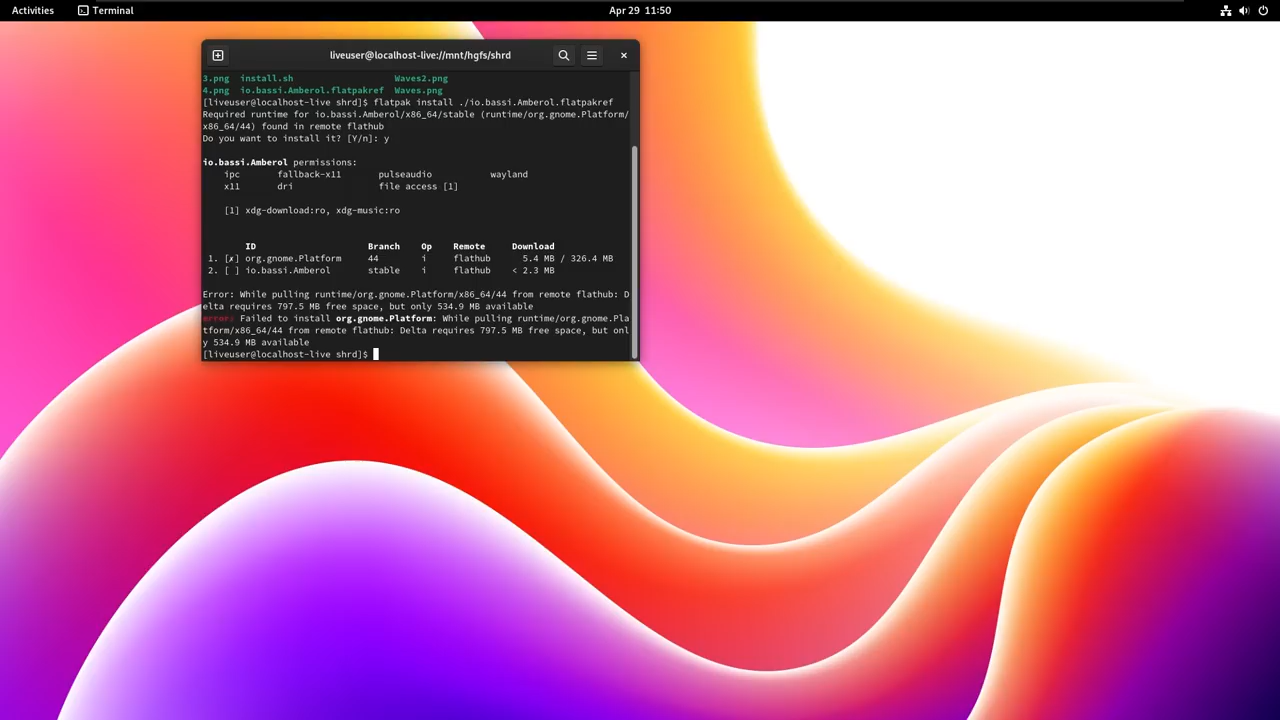 Activities Terminal Apr 29 11:50
liveuser@localhost-live://mnt/hgfs/shrd
3.png install.sh Waves2.png
4.png io.bassi.Amberol.flatpakref Waves.png
[liveuser@localhost-live shrd]$ flatpak install ./io.bassi.Amberol.flatpakref
Required runtime for io.bassi.Amberol/x86_64/stable (runtime/org.gnome.Platform/
x86_64/44) found in remote flathub
Do you want to install it? [Y/n]: y
io.bassi.Amberol permissions:
ipc fallback-x11 pulseaudio wayland
x11 dri file access [1]
[1] xdg-download:ro, xdg-music:ro
ID Branch Op Remote Download
1. [✗] org.gnome.Platform 44 i flathub 5.4 MB / 326.4 MB
2. [ ] io.bassi.Amberol stable i flathub < 2.3 MB
Error: While pulling runtime/org.gnome.Platform/x86_64/44 from remote flathub: D
elta requires 797.5 MB free space, but only 534.9 MB available
error: Failed to install org.gnome.Platform: While pulling runtime/org.gnome.Pla
tform/x86_64/44 from remote flathub: Delta requires 797.5 MB free space, but onl
y 534.9 MB available
[liveuser@localhost-live shrd]$